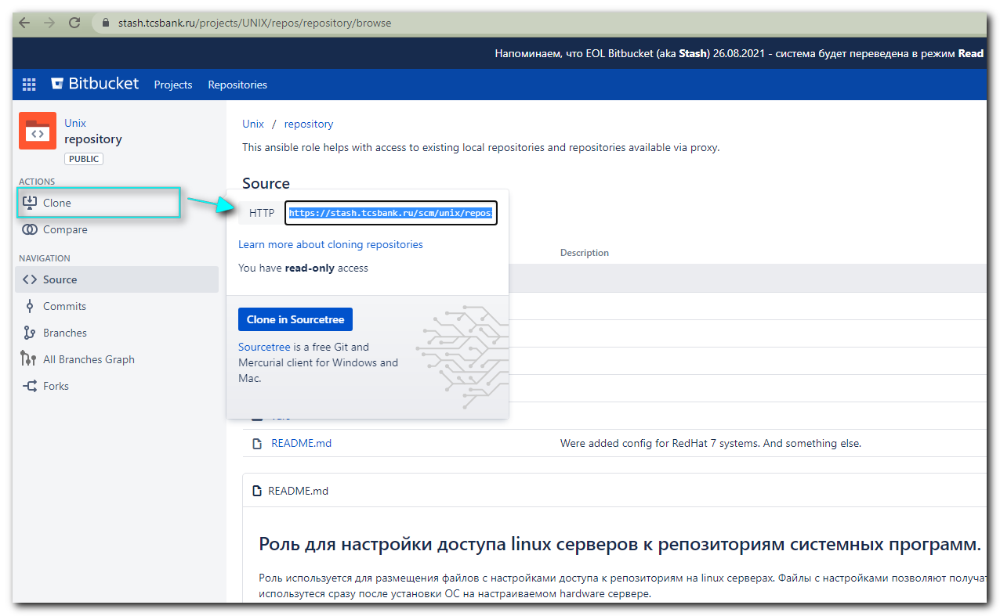 stash.tcsbank.ru/projects/UNIX/repos/repository/browse
Напоминаем, что EOL Bitbucket (aka Stash) 26.08.2021 - система будет переведена в режим Read
Bitbucket Projects Repositories
Unix
repository
PUBLIC
ACTIONS
Clone
Compare
NAVIGATION
Source
Commits
Branches
All Branches Graph
Forks
Unix / repository
This ansible role helps with access to existing local repositories and repositories available via proxy.
Source
HTTP https://stash.tcsbank.ru/scm/unix/repos
Learn more about cloning repositories
You have read-only access
Clone in Sourcetree
Sourcetree is a free Git and
Mercurial client for Windows and
Mac.
Description
README.md Were added config for RedHat 7 systems. And something else.
README.md
Роль для настройки доступа linux серверов к репозиториям системных программ.
Роль используется для размещения файлов с настройками доступа к репозиториям на linux серверах. Файлы с настройками позволяют получат
использутеся сразу после установки ОС на настраиваемом hardware сервере.